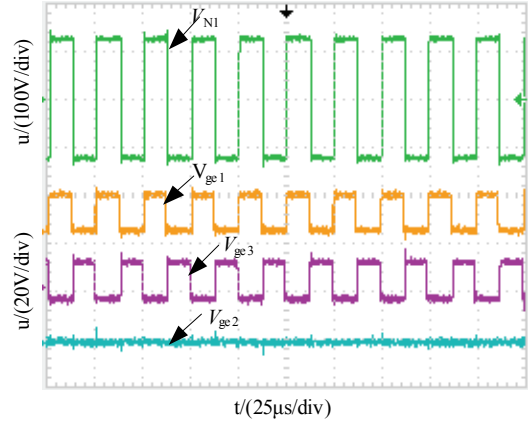 u/(100V/div)
V_N1
V_ge1
u/(20V/div)
V_ge3
V_ge2
t/(25μs/div)